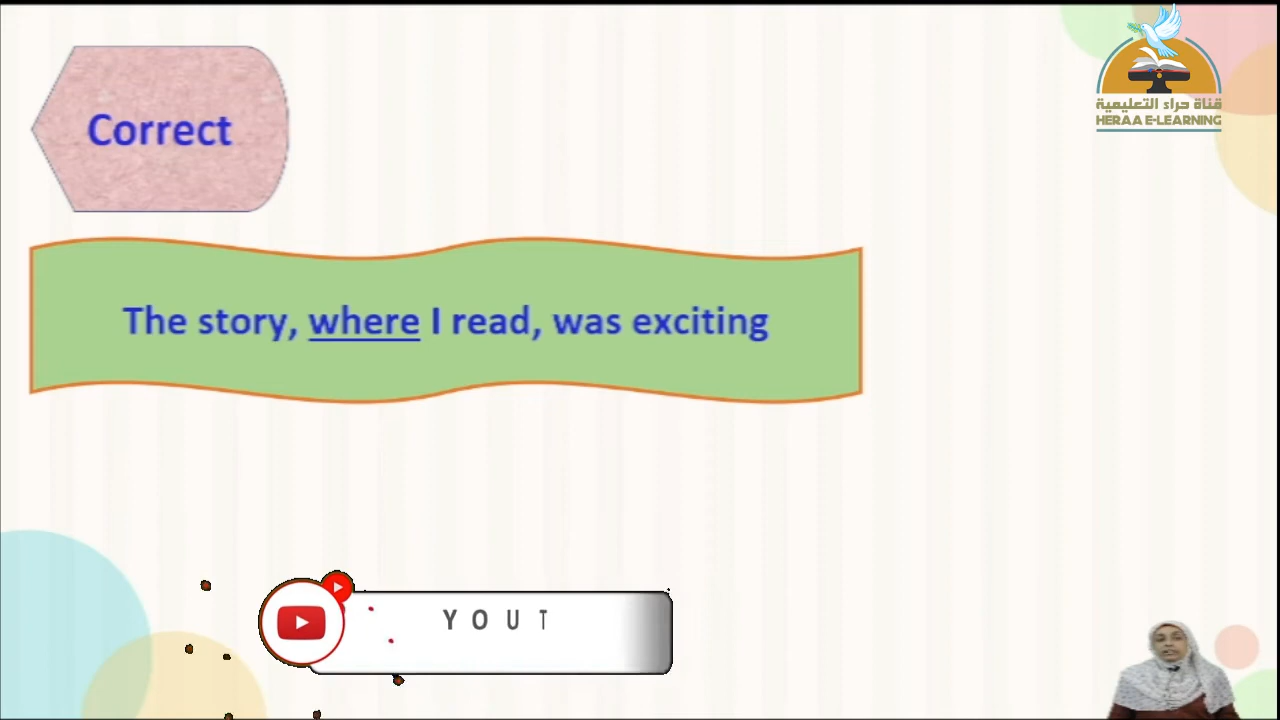 Correct
قناة حراء التعليمية
HERAA E-LEARNING
The story, where I read, was exciting
YOUT